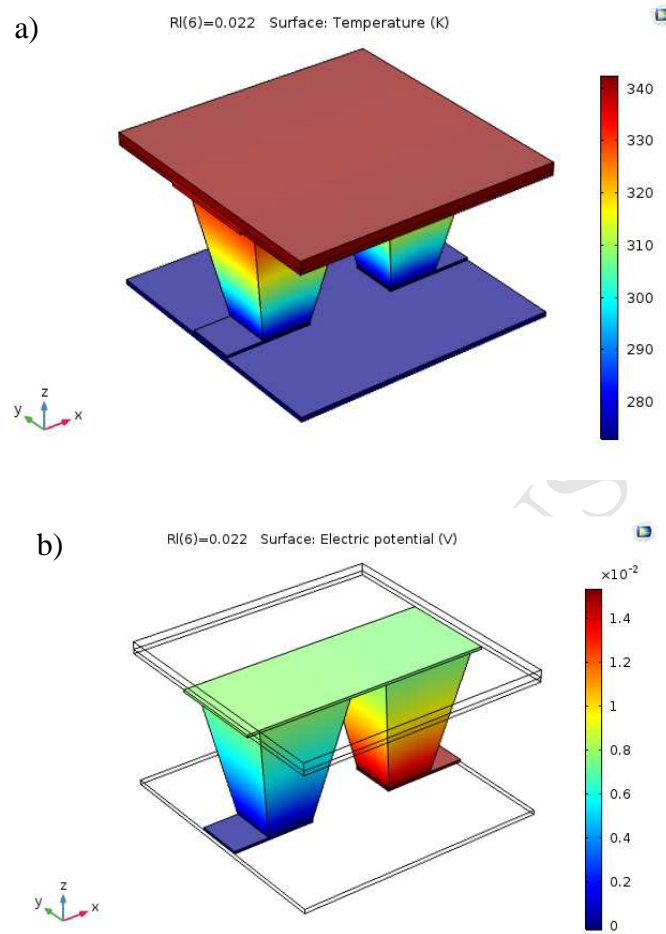 a)
Rl(6)=0.022 Surface: Temperature (K)
340
330
320
310
300
290
280
z
y
x
b)
Rl(6)=0.022 Surface: Electric potential (V)
×10⁻²
1.4
1.2
1
0.8
0.6
0.4
0.2
0
z
y
x